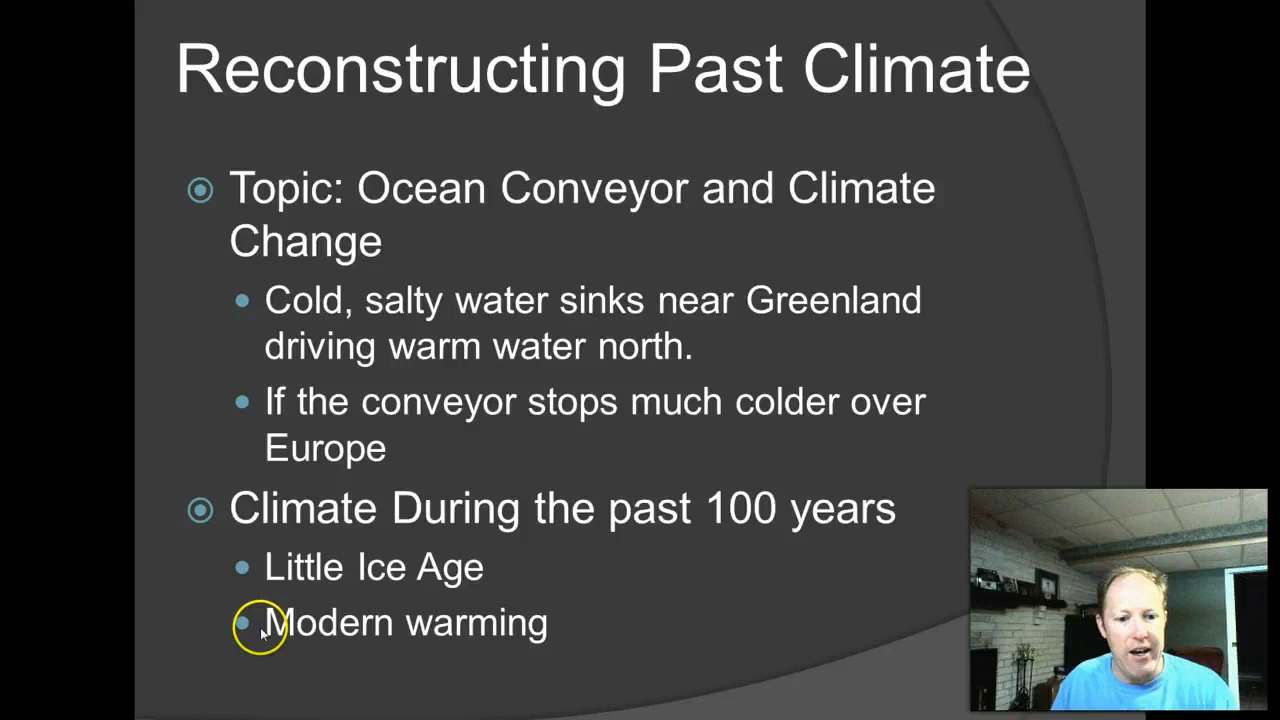 Reconstructing Past Climate
Topic: Ocean Conveyor and Climate
Change
Cold, salty water sinks near Greenland
driving warm water north.
If the conveyor stops much colder over
Europe
Climate During the past 100 years
Little Ice Age
Modern warming